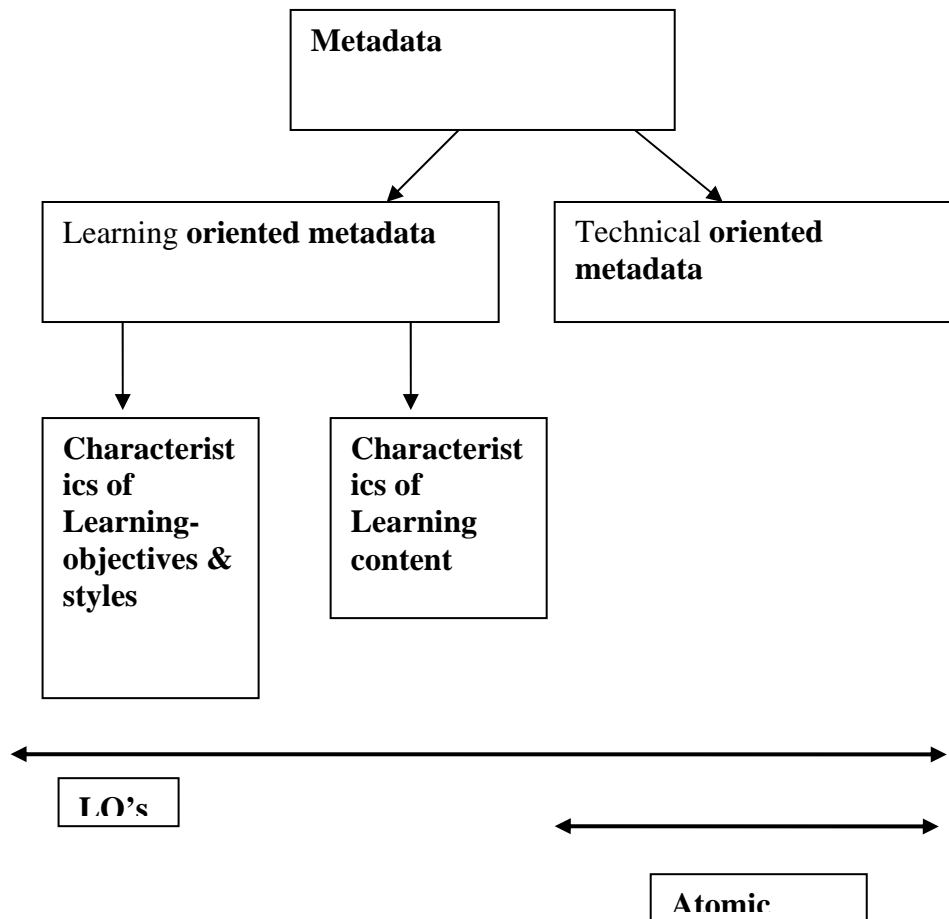 Metadata
Learning oriented metadata
Technical oriented
metadata
Characterist
ics of
Learning-
objectives &
styles
Characterist
ics of
Learning
content
LO's
Atomic